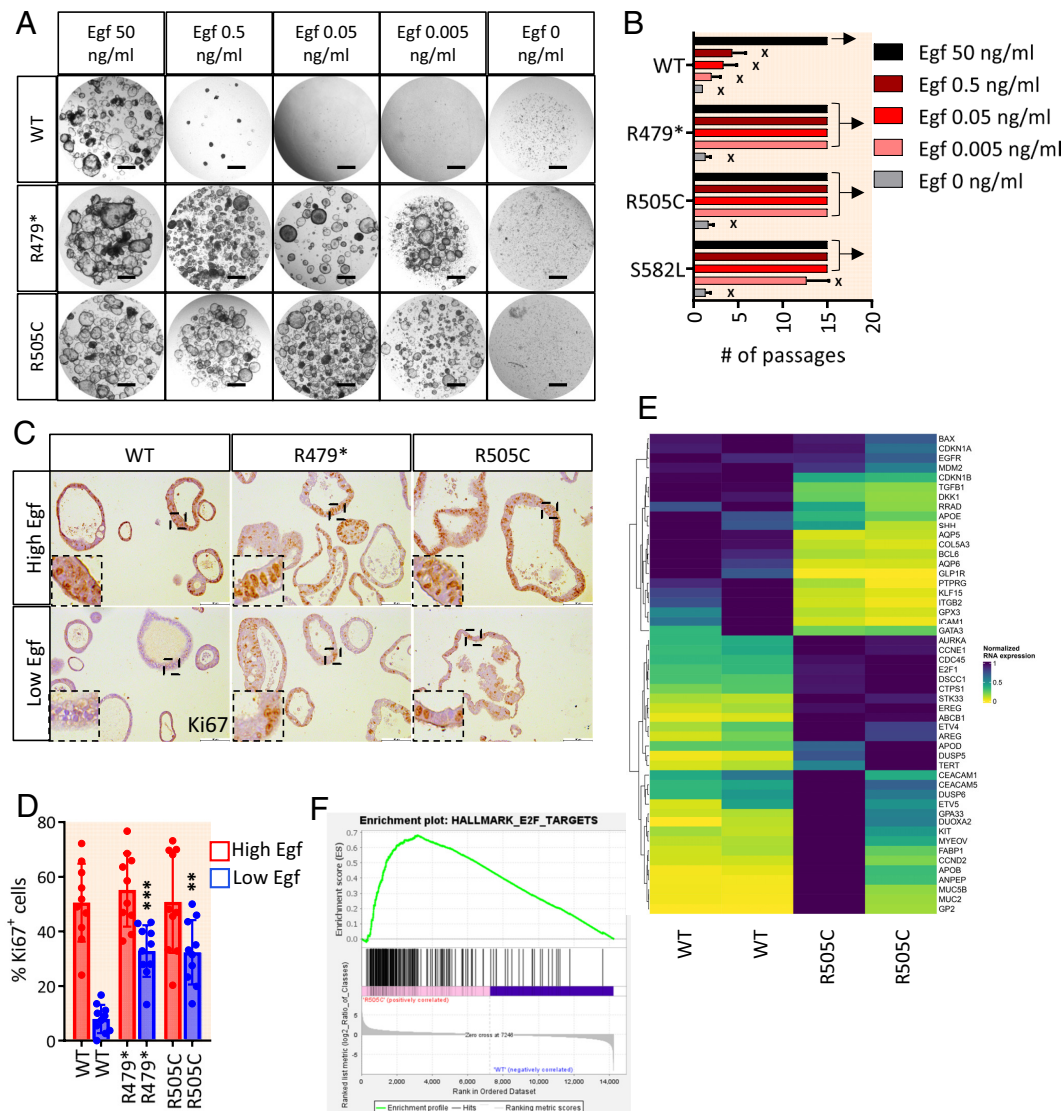 A
Egf 50
ng/ml
Egf 0.5
ng/ml
Egf 0.05
ng/ml
Egf 0.005
ng/ml
Egf 0
ng/ml
WT
R479*
R505C
B
WT
R479*
R505C
S582L
x
x
x
x
x
x
x
x
0
5
10
15
20
# of passages
Egf 50 ng/ml
Egf 0.5 ng/ml
Egf 0.05 ng/ml
Egf 0.005 ng/ml
Egf 0 ng/ml
C
WT
R479*
R505C
High Egf
Low Egf
Ki67
D
80
60
40
20
0
% Ki67+ cells
***
**
High Egf
Low Egf
WT
WT
R479*
R479*
R505C
R505C
E
BAX
CDKN1A
EGFR
MDM2
CDKN1B
TGFB1
DKK1
RRAD
APOE
SHH
AQP5
COL5A3
BCL6
AQP6
GLP1R
PTPRG
KLF15
ITGB2
GPX3
ICAM1
GATA3
AURKA
CCNE1
CDC45
E2F1
DSCC1
CTPS1
STK33
EREG
ABCB1
ETV4
AREG
APOD
DUSP5
TERT
CEACAM1
CEACAM5
DUSP6
ETV5
GPA33
DUOXA2
KIT
MYEOV
FABP1
CCND2
APOB
ANPEP
MUC5B
MUC2
GP2
WT
WT
R505C
R505C
Normalized
RNA expression
1
0.5
0
F
Enrichment plot: HALLMARK_E2F_TARGETS
Enrichment score (ES)
0.7
0.6
0.5
0.4
0.3
0.2
0.1
0.0
'R505C' (positively correlated)
Zero cross at 7246
'WT' (negatively correlated)
Ranked list metric (log2_Ratio_of_Classes)
5
0
-5
0
2,000
4,000
6,000
8,000
10,000
12,000
14,000
Rank in Ordered Dataset
Enrichment profile
Hits
Ranking metric scores